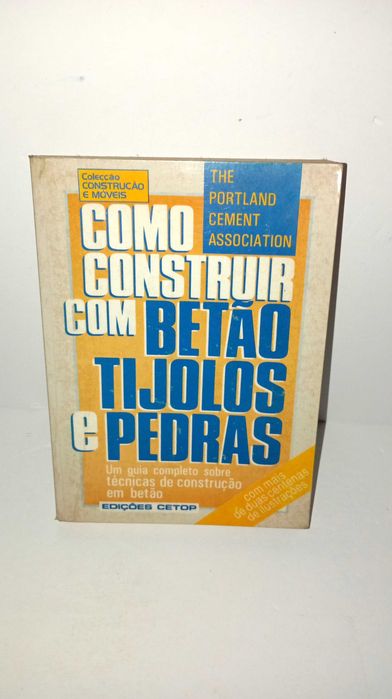 Colecção
CONSTRUÇÃO
E MÓVEIS
THE
PORTLAND
CEMENT
ASSOCIATION
COMO
CONSTRUIR
COM BETÃO
TIJOLOS
e PEDRAS
Um guia completo sobre
técnicas de construção
em betão
EDIÇÕES CETOP
com mais
de duas centenas
de ilustrações